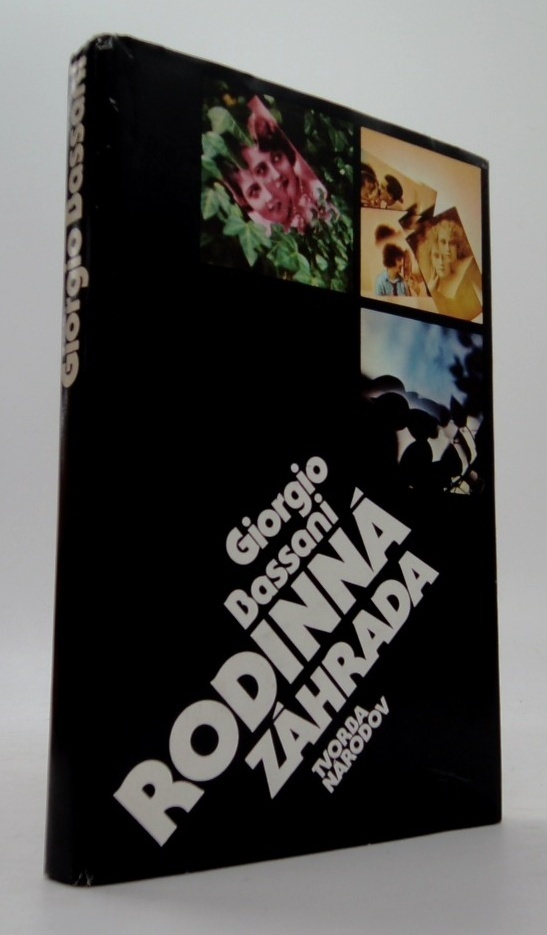 Giorgio Bassani
Giorgio
Bassani
RODINNÁ
ZÁHRADA
TVORBA
NÁRODOV